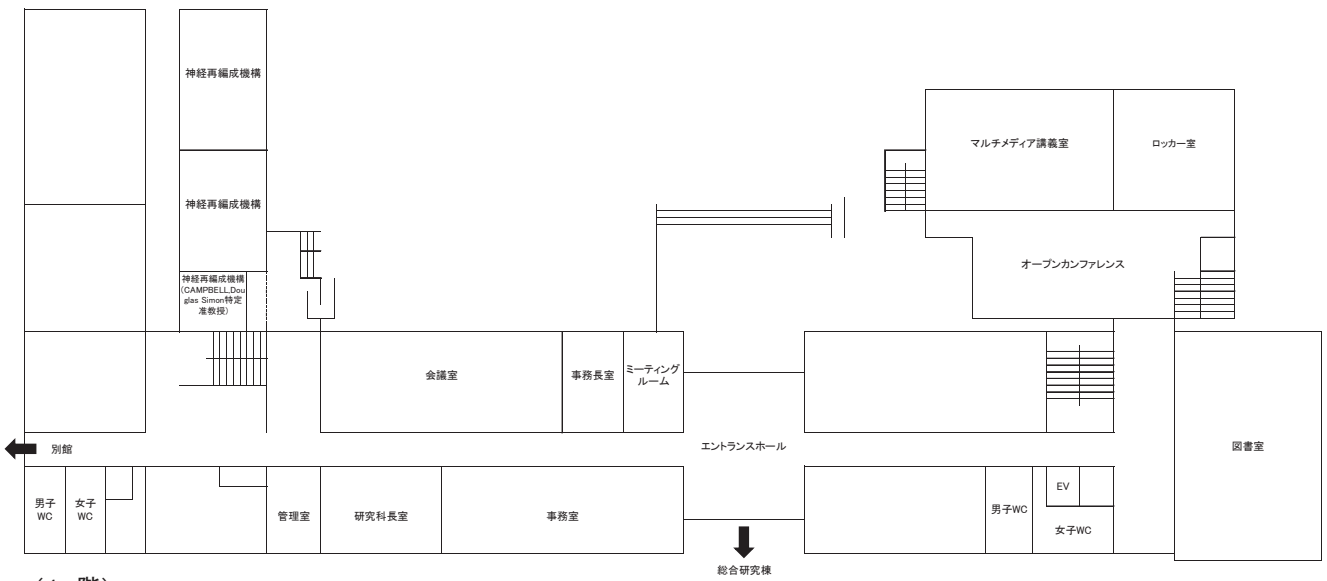 神経再編成機構
マルチメディア講義室
ロッカー室
神経再編成機構
オープンカンファレンス
神経再編成機構
(CAMPBELL,Dou
glas Simon特定
准教授)
会議室
事務長室
ミーティング
ルーム
エントランスホール
図書室
別館
男子
WC
女子
WC
管理室
研究科長室
事務室
男子WC
EV
女子WC
総合研究棟